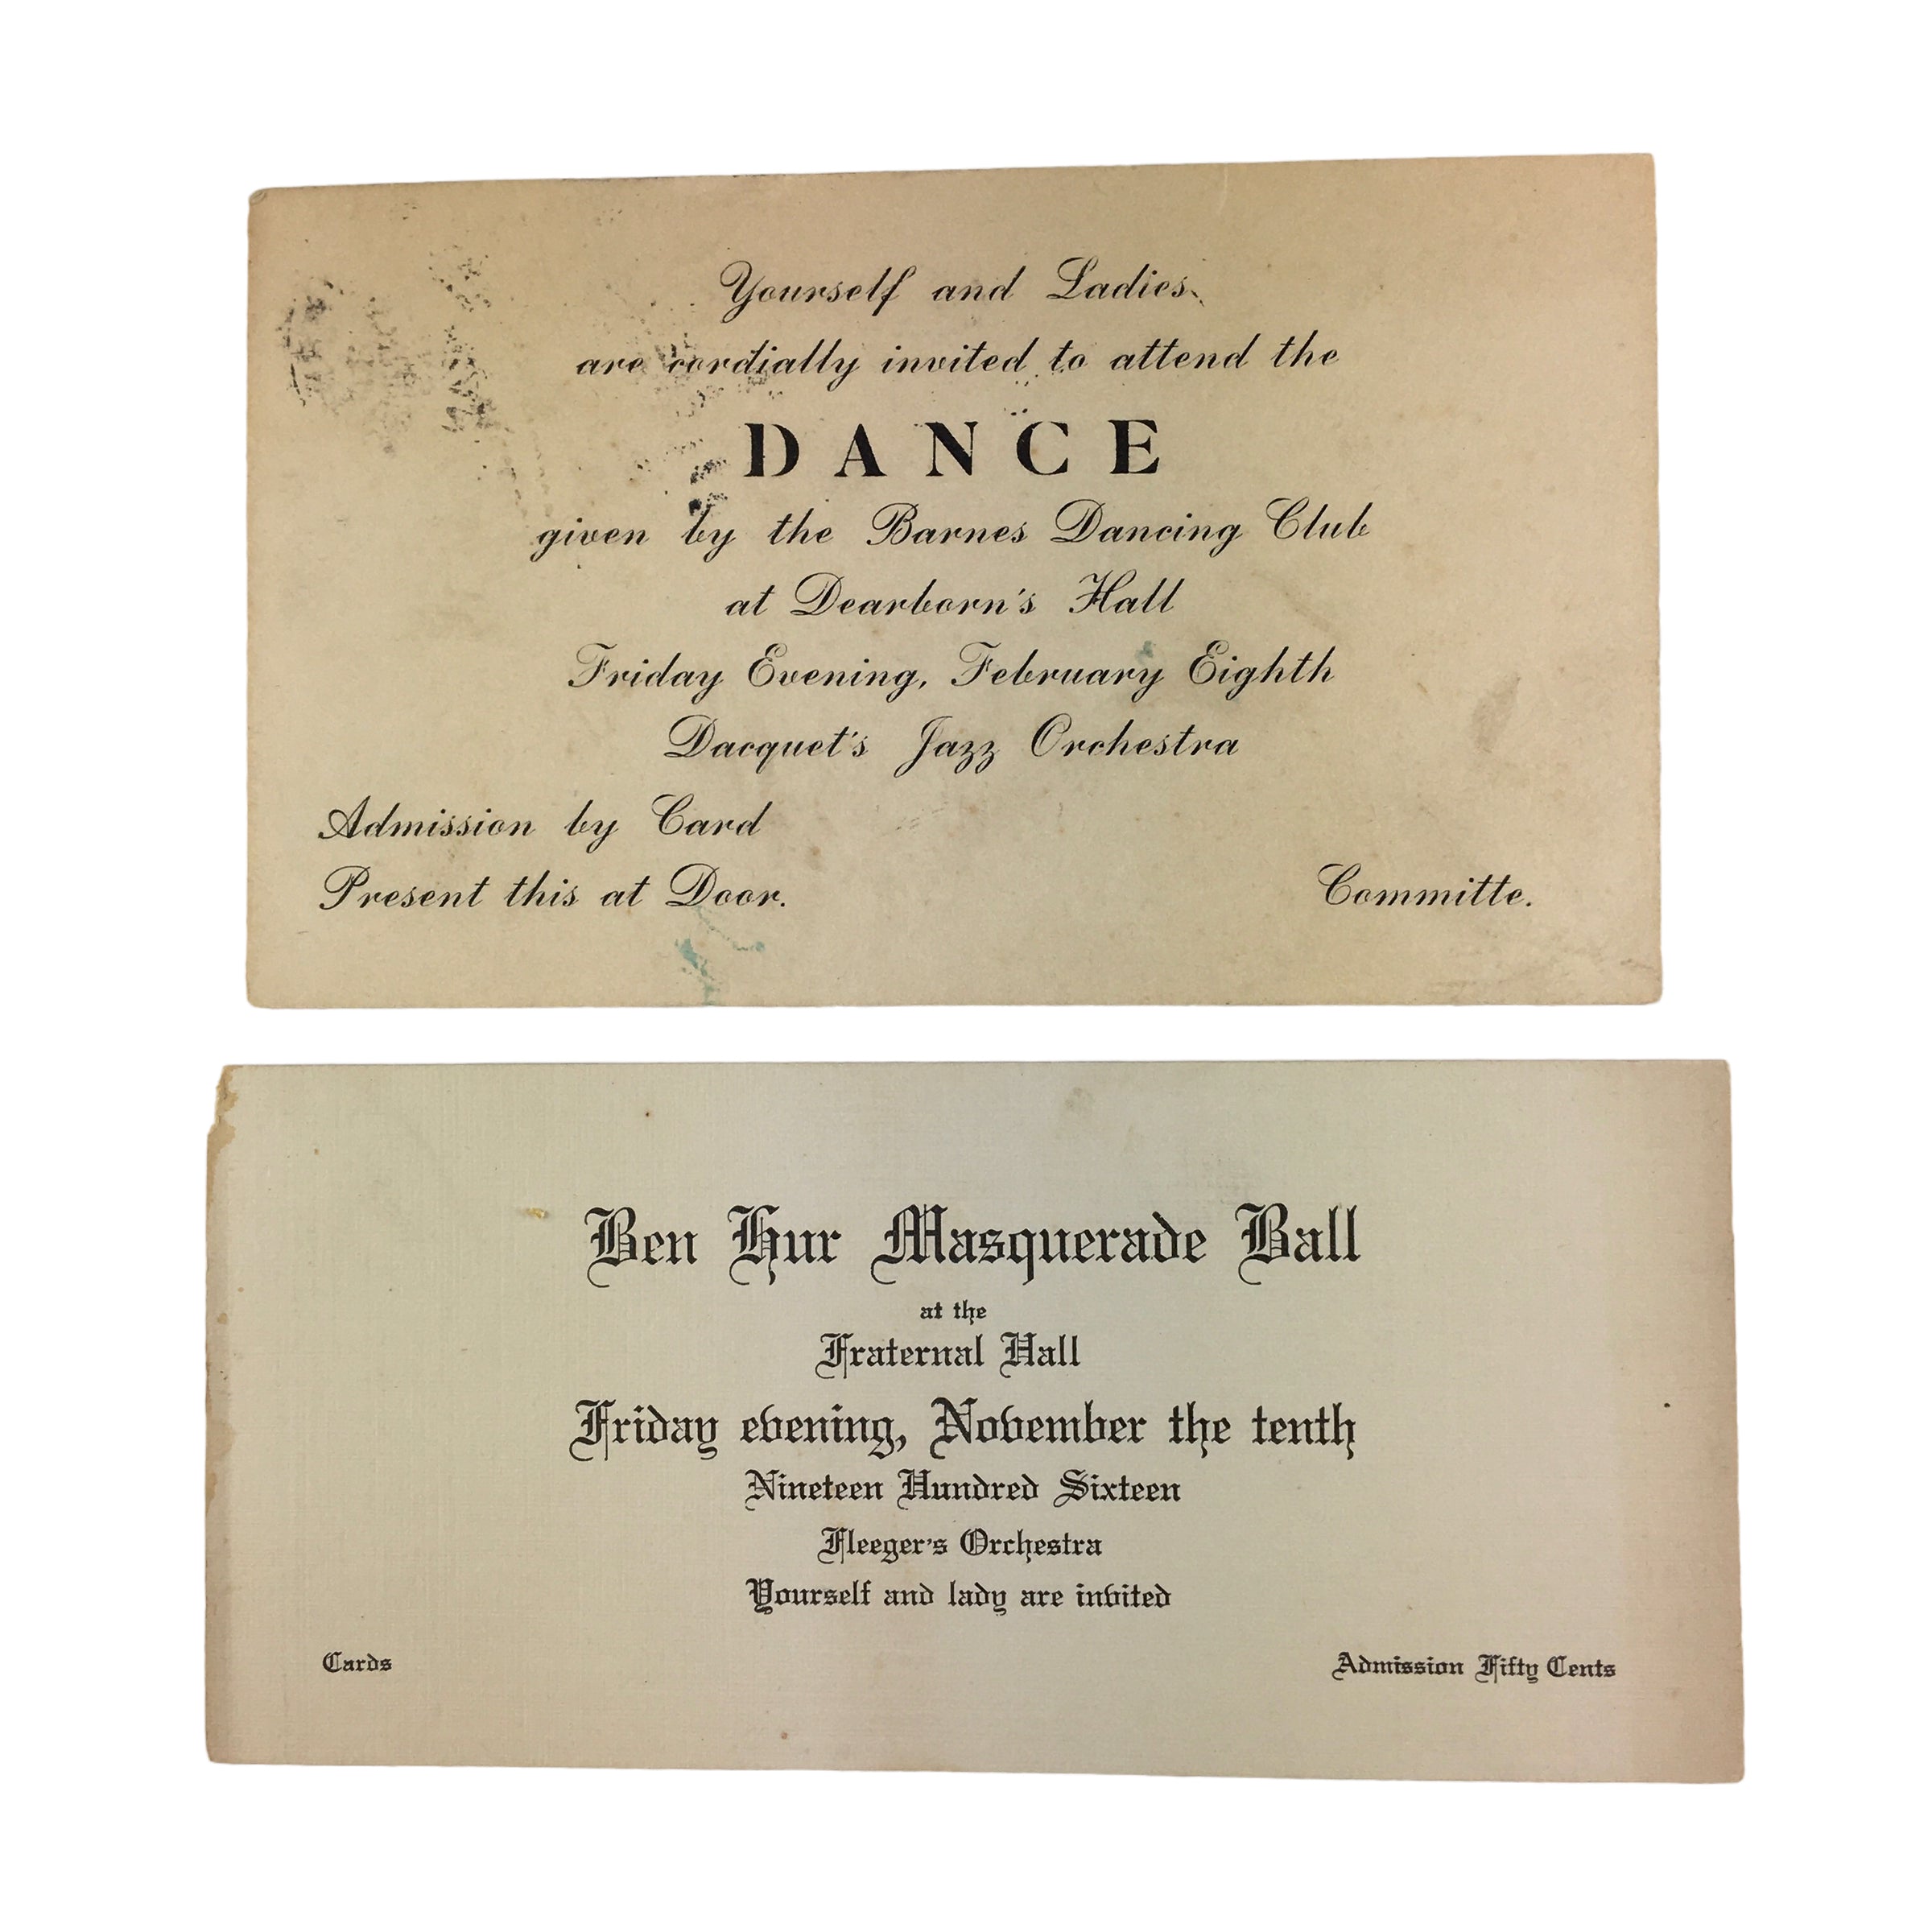 Yourself and Ladies
are cordially invited to attend the
DANCE
given by the Barnes Dancing Club
at Dearborn's Hall
Friday Evening, February Eighth
Dacquet's Jazz Orchestra
Admission by Card
Present this at Door.
Committe.
Ben Hur Masquerade Ball
at the
Fraternal Hall
Friday evening, November the tenth
Nineteen Hundred Sixteen
Fleeger's Orchestra
Yourself and lady are invited
Cards
Admission Fifty Cents